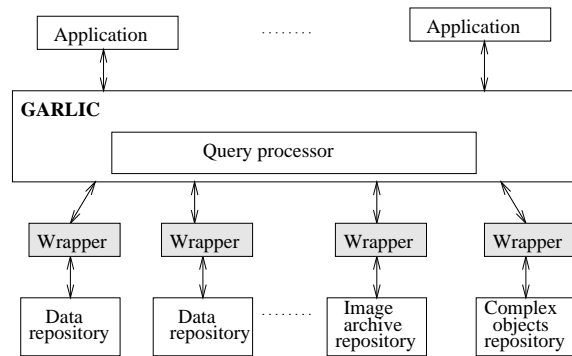 Application
........
Application
GARLIC
Query processor
Wrapper
Wrapper
Wrapper
Wrapper
Data
repository
Data
repository
........
Image
archive
repository
Complex
objects
repository